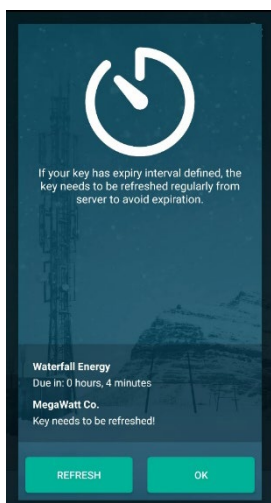 If your key has expiry interval defined, the
key needs to be refreshed regularly from
server to avoid expiration.
Waterfall Energy
Due in: 0 hours, 4 minutes
MegaWatt Co.
Key needs to be refreshed!
REFRESH
OK